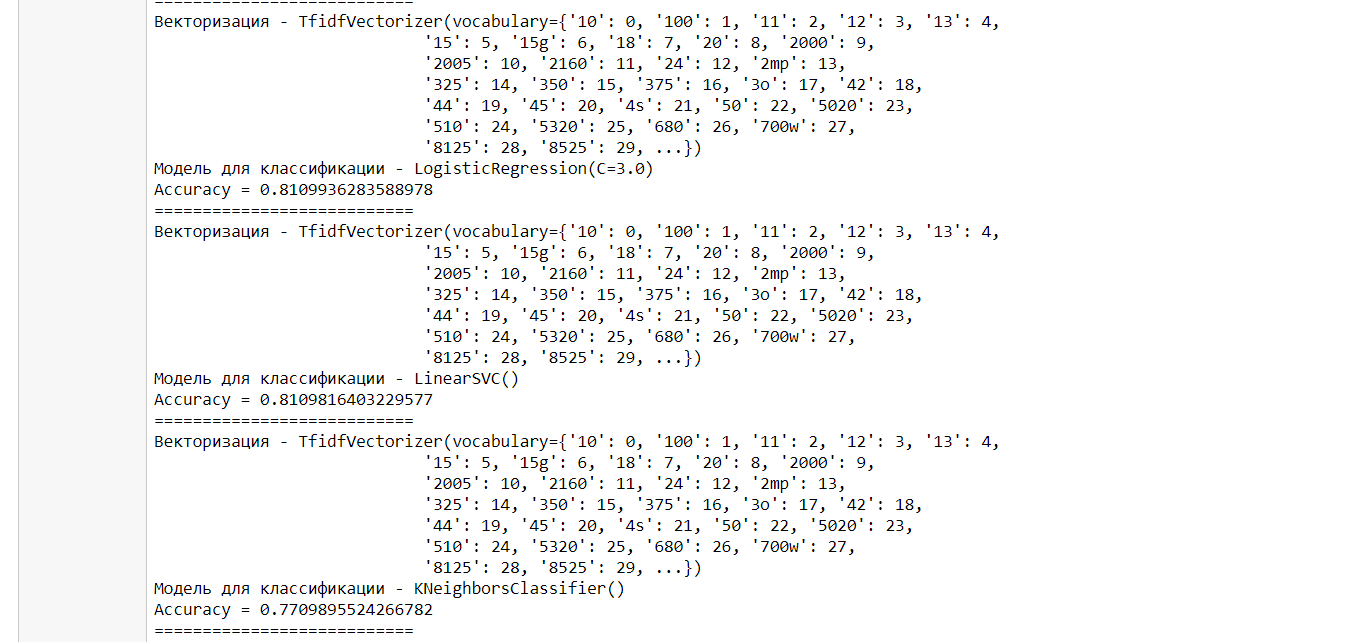 ===========================
Векторизация - TfidfVectorizer(vocabulary={'10': 0, '100': 1, '11': 2, '12': 3, '13': 4,
'15': 5, '15g': 6, '18': 7, '20': 8, '2000': 9,
'2005': 10, '2160': 11, '24': 12, '2mp': 13,
'325': 14, '350': 15, '375': 16, '3o': 17, '42': 18,
'44': 19, '45': 20, '4s': 21, '50': 22, '5020': 23,
'510': 24, '5320': 25, '680': 26, '700w': 27,
'8125': 28, '8525': 29, ...})
Модель для классификации - LogisticRegression(C=3.0)
Accuracy = 0.8109936283588978
===========================
Векторизация - TfidfVectorizer(vocabulary={'10': 0, '100': 1, '11': 2, '12': 3, '13': 4,
'15': 5, '15g': 6, '18': 7, '20': 8, '2000': 9,
'2005': 10, '2160': 11, '24': 12, '2mp': 13,
'325': 14, '350': 15, '375': 16, '3o': 17, '42': 18,
'44': 19, '45': 20, '4s': 21, '50': 22, '5020': 23,
'510': 24, '5320': 25, '680': 26, '700w': 27,
'8125': 28, '8525': 29, ...})
Модель для классификации - LinearSVC()
Accuracy = 0.8109816403229577
===========================
Векторизация - TfidfVectorizer(vocabulary={'10': 0, '100': 1, '11': 2, '12': 3, '13': 4,
'15': 5, '15g': 6, '18': 7, '20': 8, '2000': 9,
'2005': 10, '2160': 11, '24': 12, '2mp': 13,
'325': 14, '350': 15, '375': 16, '3o': 17, '42': 18,
'44': 19, '45': 20, '4s': 21, '50': 22, '5020': 23,
'510': 24, '5320': 25, '680': 26, '700w': 27,
'8125': 28, '8525': 29, ...})
Модель для классификации - KNeighborsClassifier()
Accuracy = 0.7709895524266782
===========================